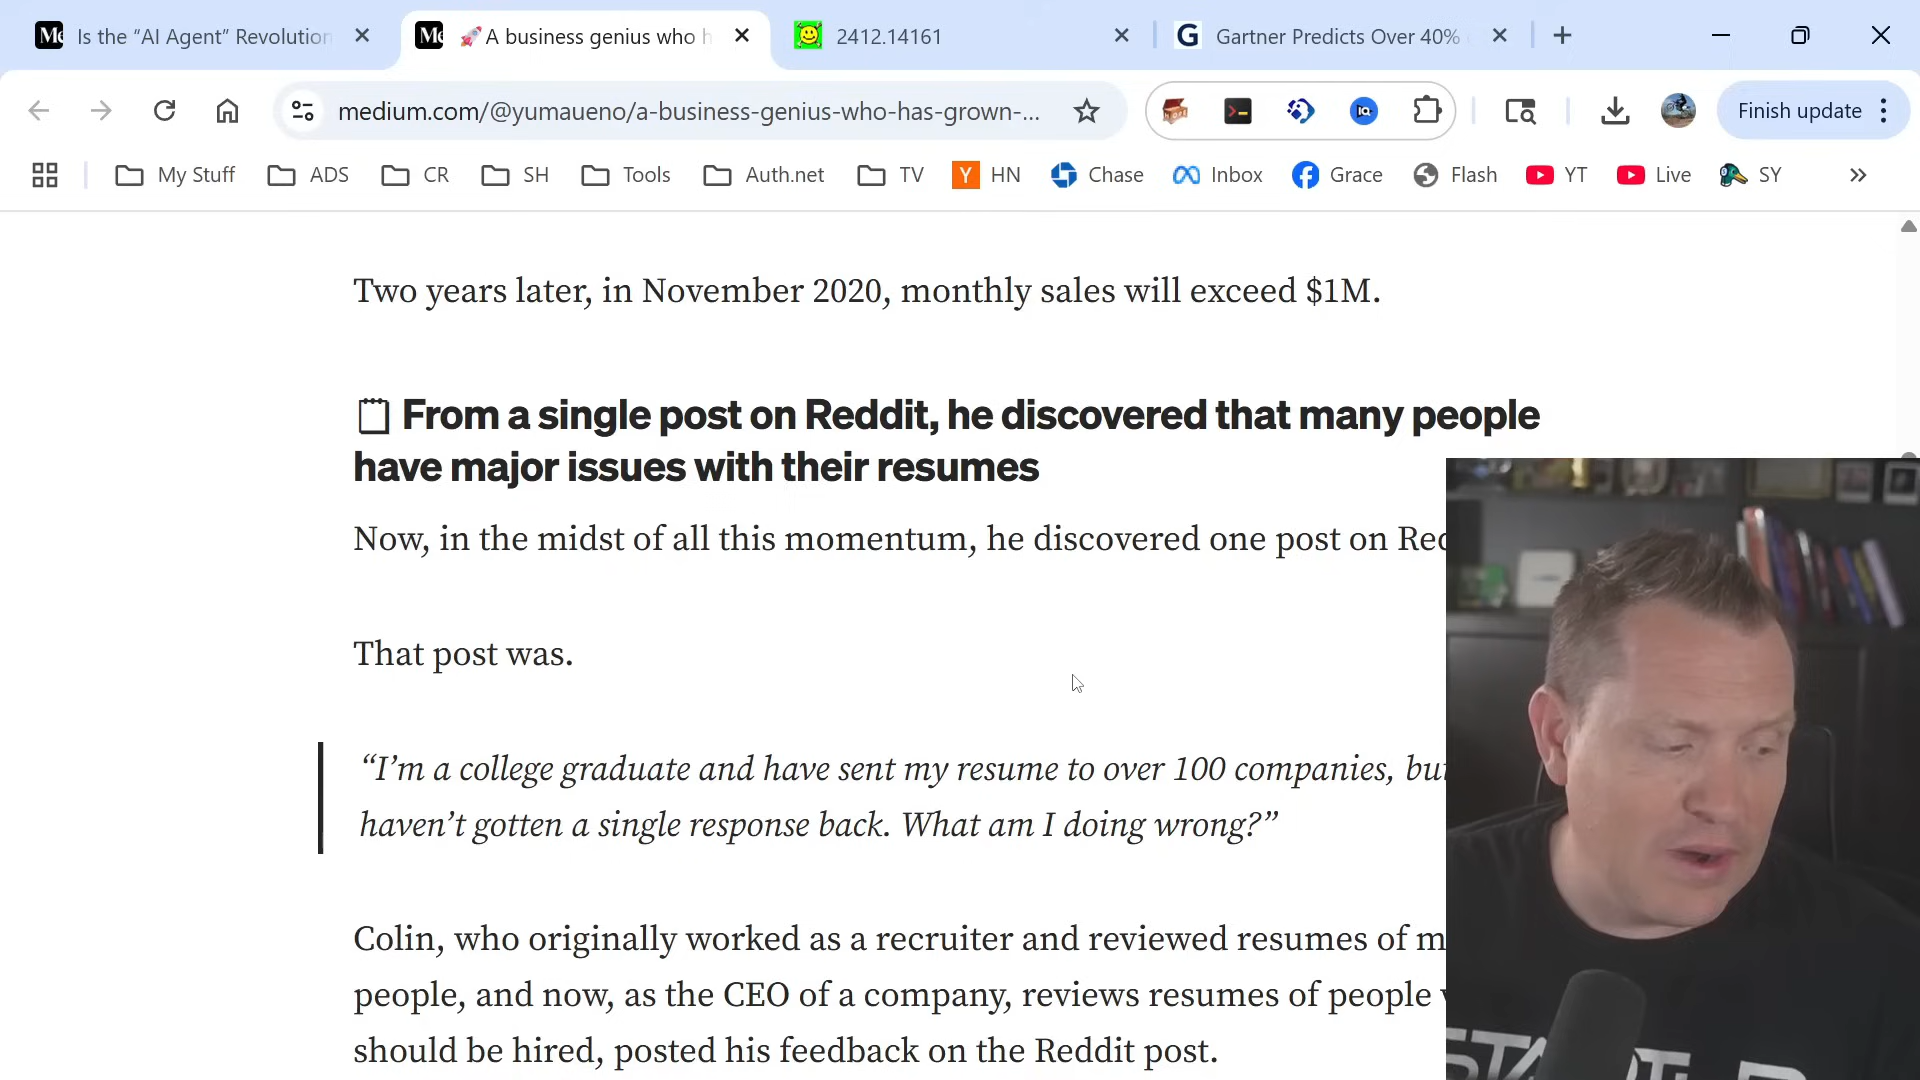 Is the “AI Agent” Revolution
🚀 A business genius who h
2412.14161
Gartner Predicts Over 40%
medium.com/@yumaueno/a-business-genius-who-has-grown-...
Finish update
My Stuff
ADS
CR
SH
Tools
Auth.net
TV
HN
Chase
Inbox
Grace
Flash
YT
Live
SY
Two years later, in November 2020, monthly sales will exceed $1M.
From a single post on Reddit, he discovered that many people
have major issues with their resumes
Now, in the midst of all this momentum, he discovered one post on Red
That post was.
“I’m a college graduate and have sent my resume to over 100 companies, but
haven’t gotten a single response back. What am I doing wrong?”
Colin, who originally worked as a recruiter and reviewed resumes of m
people, and now, as the CEO of a company, reviews resumes of people w
should be hired, posted his feedback on the Reddit post.